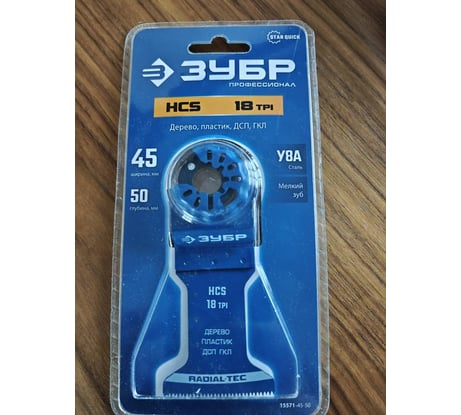 STAR QUICK
ЗУБР
ПРОФЕССИОНАЛ
HCS 18 TPI
Дерево, пластик, ДСП, ГКЛ
45
ширина, мм
50
глубина, мм
У8А
Сталь
Мелкий
зуб
ЗУБР
HCS
18 TPI
ДЕРЕВО
ПЛАСТИК
ДСП ГКЛ
RADIAL-TEC
15571-45-50